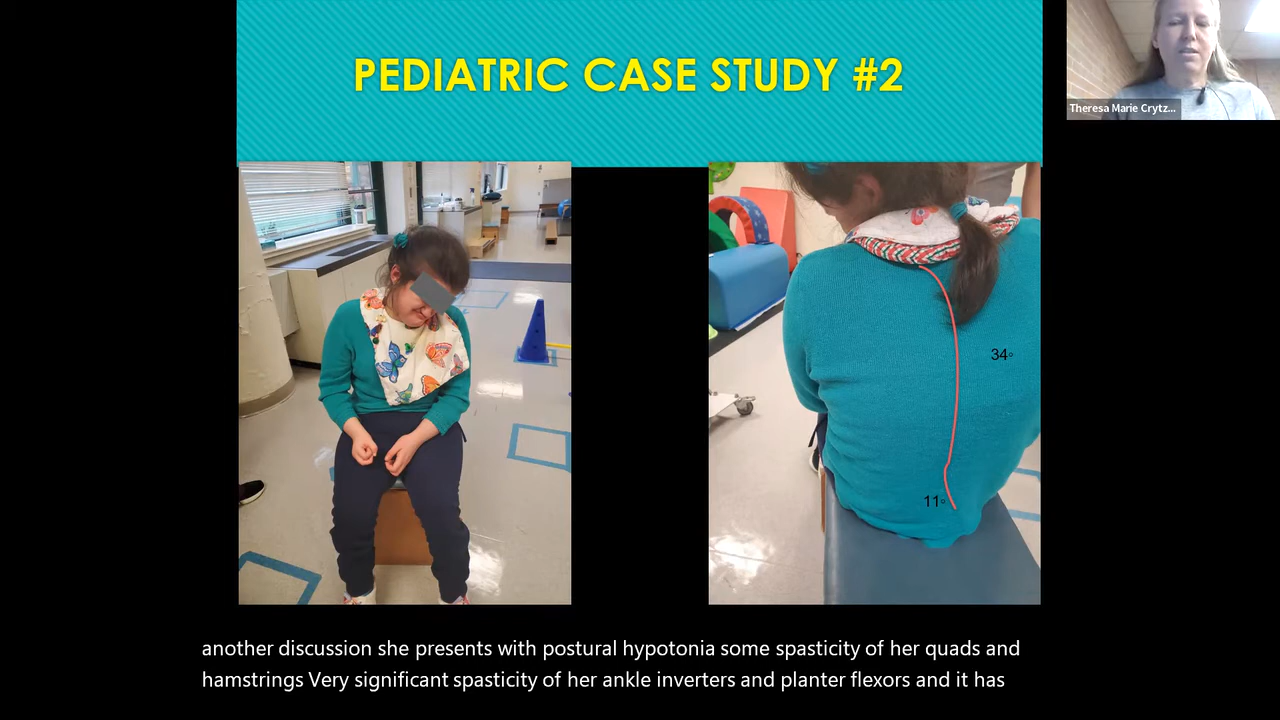 PEDIATRIC CASE STUDY #2
Theresa Marie Crytz...
34°
11°
another discussion she presents with postural hypotonia some spasticity of her quads and
hamstrings Very significant spasticity of her ankle inverters and planter flexors and it has